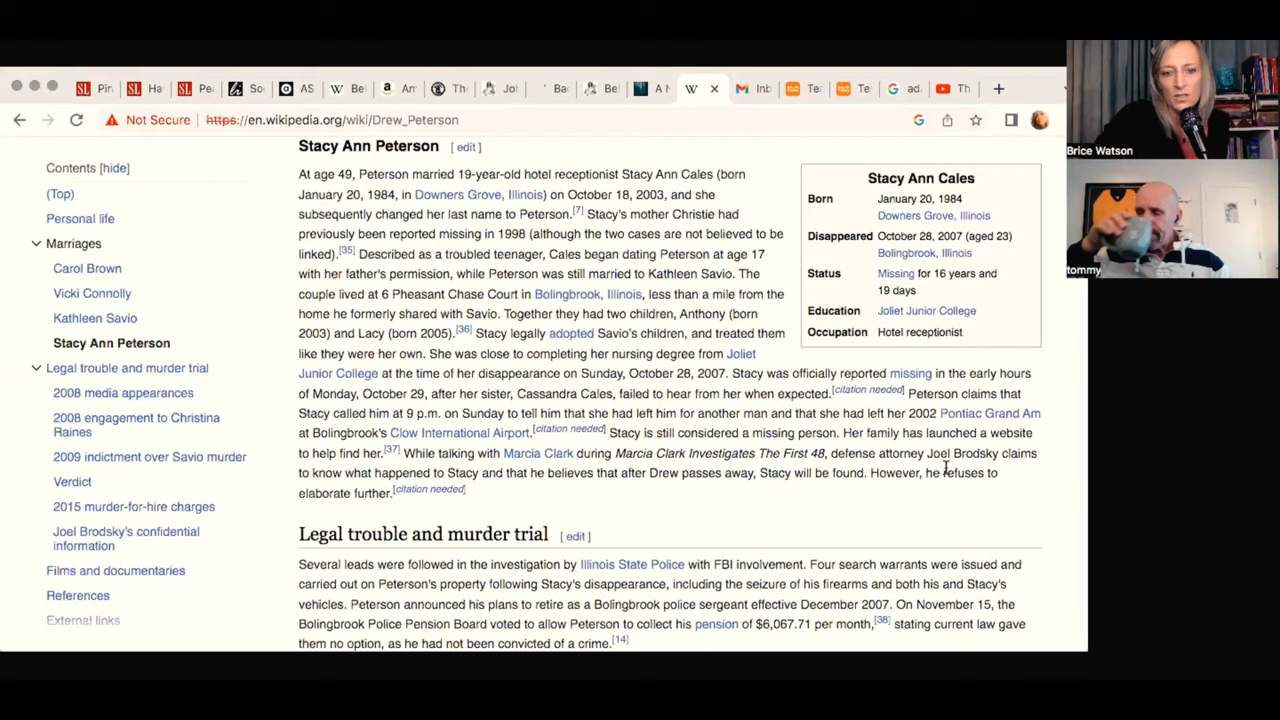 Pin
Ha
Pe
So
AS
Be
Am
Th
Jo
Ba
Be
A N
Inb
Te
Te
ad
Th
Not Secure
https://en.wikipedia.org/wiki/Drew_Peterson
Brice Watson
tommy
Contents [hide]
(Top)
Personal life
Marriages
Carol Brown
Vicki Connolly
Kathleen Savio
Stacy Ann Peterson
Legal trouble and murder trial
2008 media appearances
2008 engagement to Christina
Raines
2009 indictment over Savio murder
Verdict
2015 murder-for-hire charges
Joel Brodsky's confidential
information
Films and documentaries
References
External links
Stacy Ann Peterson [ edit ]
At age 49, Peterson married 19-year-old hotel receptionist Stacy Ann Cales (born
January 20, 1984, in Downers Grove, Illinois) on October 18, 2003, and she
subsequently changed her last name to Peterson.[7] Stacy's mother Christie had
previously been reported missing in 1998 (although the two cases are not believed to be
linked).[35] Described as a troubled teenager, Cales began dating Peterson at age 17
with her father's permission, while Peterson was still married to Kathleen Savio. The
couple lived at 6 Pheasant Chase Court in Bolingbrook, Illinois, less than a mile from the
home he formerly shared with Savio. Together they had two children, Anthony (born
2003) and Lacy (born 2005).[36] Stacy legally adopted Savio's children, and treated them
like they were her own. She was close to completing her nursing degree from Joliet
Junior College at the time of her disappearance on Sunday, October 28, 2007. Stacy was officially reported missing in the early hours
of Monday, October 29, after her sister, Cassandra Cales, failed to hear from her when expected.[citation needed] Peterson claims that
Stacy called him at 9 p.m. on Sunday to tell him that she had left him for another man and that she had left her 2002 Pontiac Grand Am
at Bolingbrook's Clow International Airport.[citation needed] Stacy is still considered a missing person. Her family has launched a website
to help find her.[37] While talking with Marcia Clark during Marcia Clark Investigates The First 48, defense attorney Joel Brodsky claims
to know what happened to Stacy and that he believes that after Drew passes away, Stacy will be found. However, he refuses to
elaborate further.[citation needed]
Stacy Ann Cales
Born January 20, 1984
Downers Grove, Illinois
Disappeared October 28, 2007 (aged 23)
Bolingbrook, Illinois
Status Missing for 16 years and
19 days
Education Joliet Junior College
Occupation Hotel receptionist
Legal trouble and murder trial [ edit ]
Several leads were followed in the investigation by Illinois State Police with FBI involvement. Four search warrants were issued and
carried out on Peterson's property following Stacy's disappearance, including the seizure of his firearms and both his and Stacy's
vehicles. Peterson announced his plans to retire as a Bolingbrook police sergeant effective December 2007. On November 15, the
Bolingbrook Police Pension Board voted to allow Peterson to collect his pension of $6,067.71 per month,[38] stating current law gave
them no option, as he had not been convicted of a crime.[14]